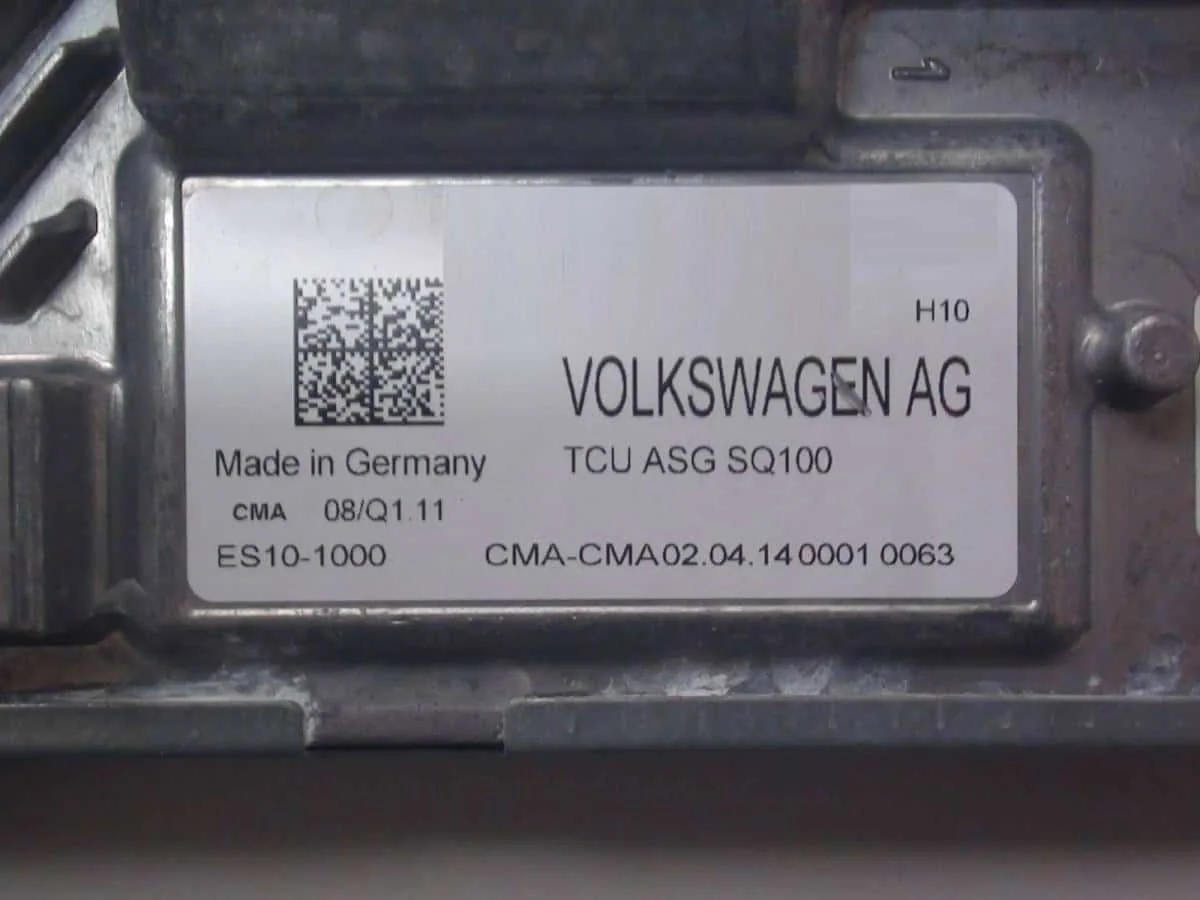 1
H10
VOLKSWAGEN AG
Made in Germany TCU ASG SQ100
CMA 08/Q1.11
ES10-1000 CMA-CMA02.04.14 0001 0063